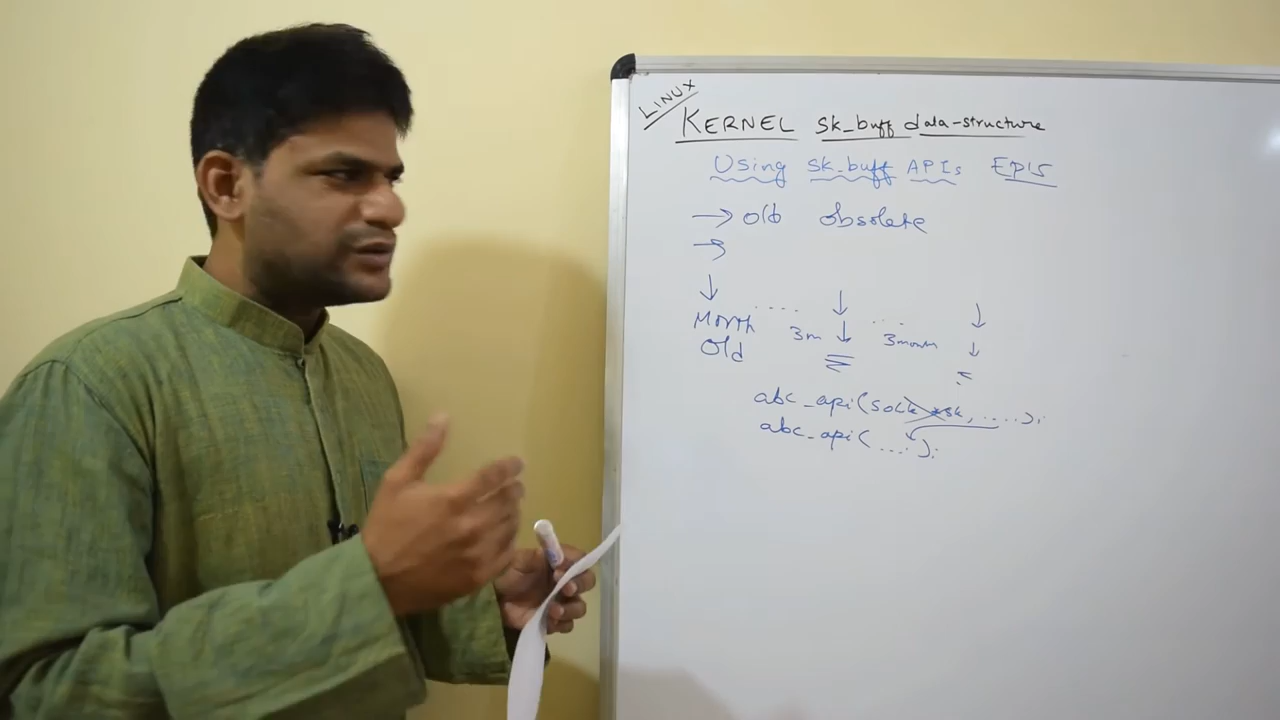 LINUX
KERNEL sk_buff data-structure
Using sk_buff APIs EP15
→ Old obsolete
→
↓ .... ↓ .... ↓
Month 3m ↓ 3month ↓
Old
abc_api(sock *sk, ....);
abc_api(....);